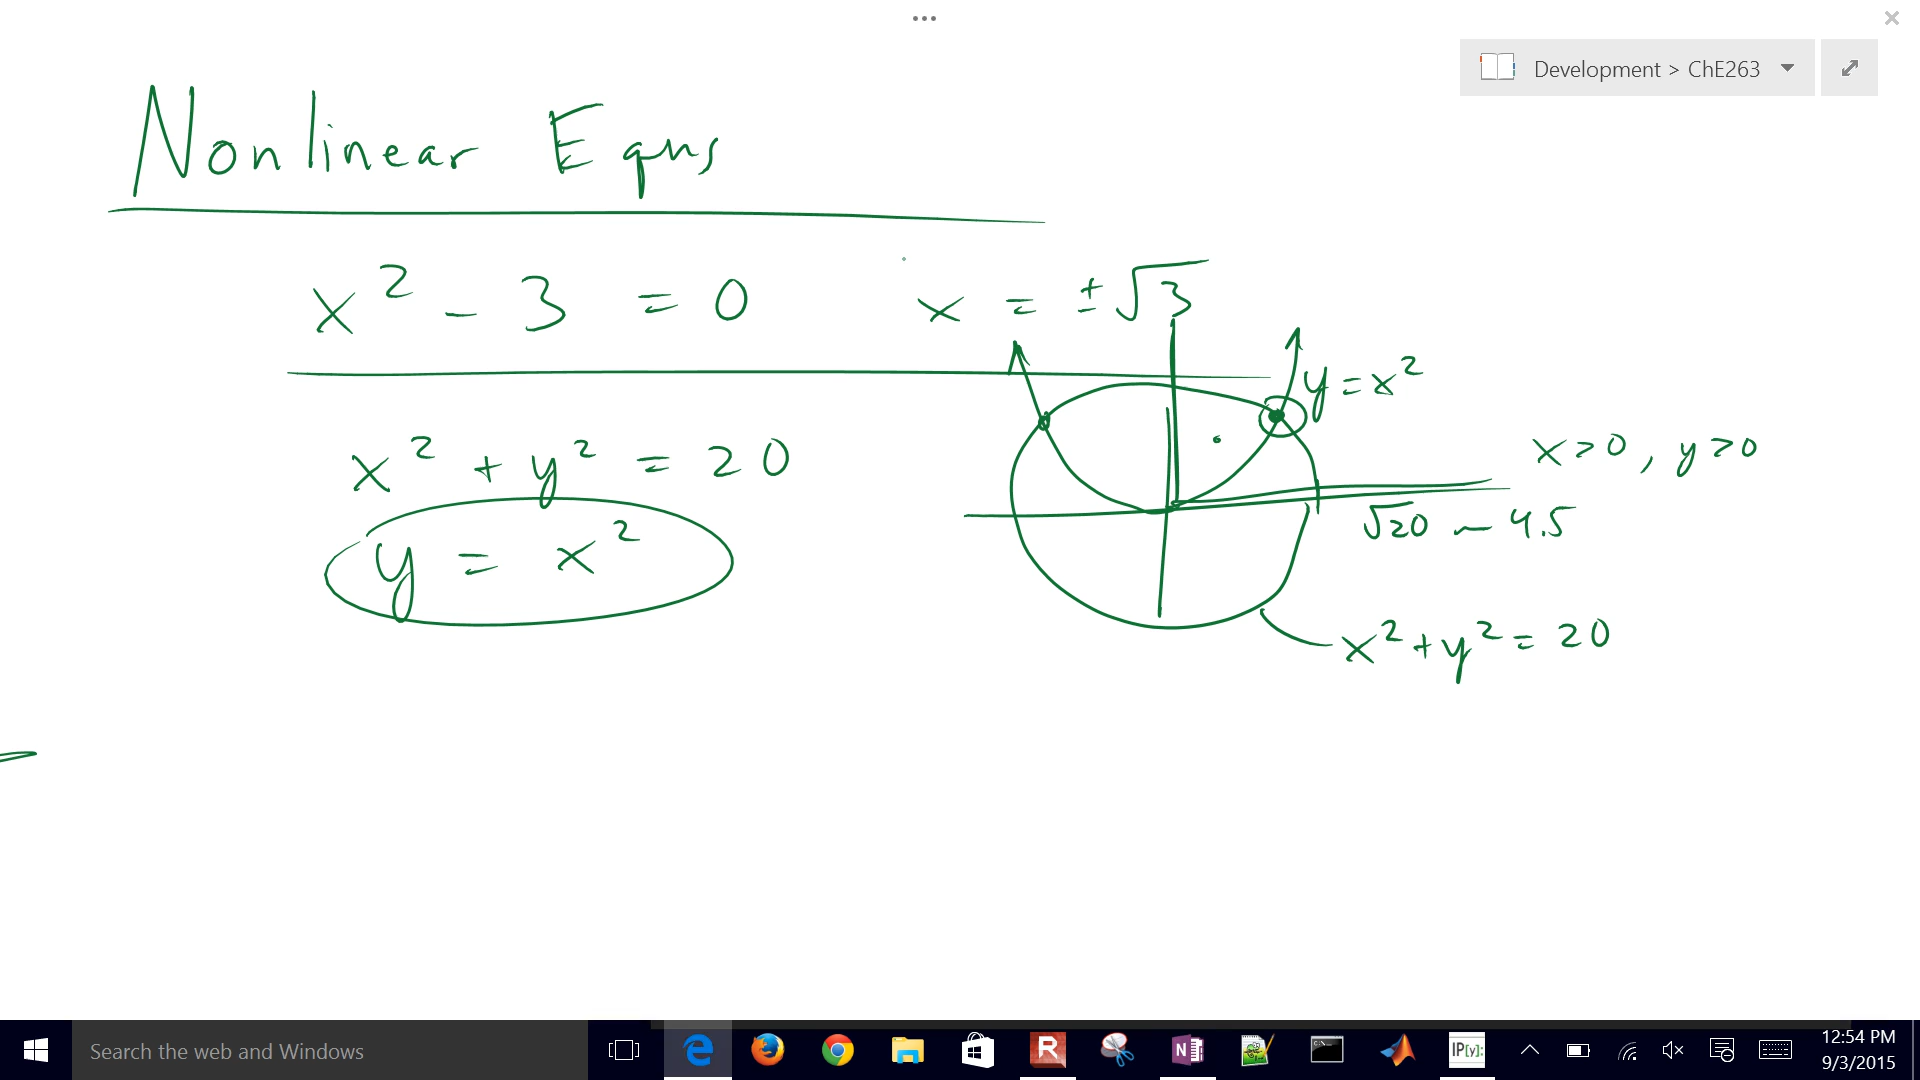 Development > ChE263
Nonlinear Eqns
x² - 3 = 0    x = ±√3
y = x²
x² + y² = 20
x>0, y>0
√20 ~ 4.5
y = x²
x² + y² = 20
Search the web and Windows
R
N
C:\_
IP[y]:
12:54 PM
9/3/2015